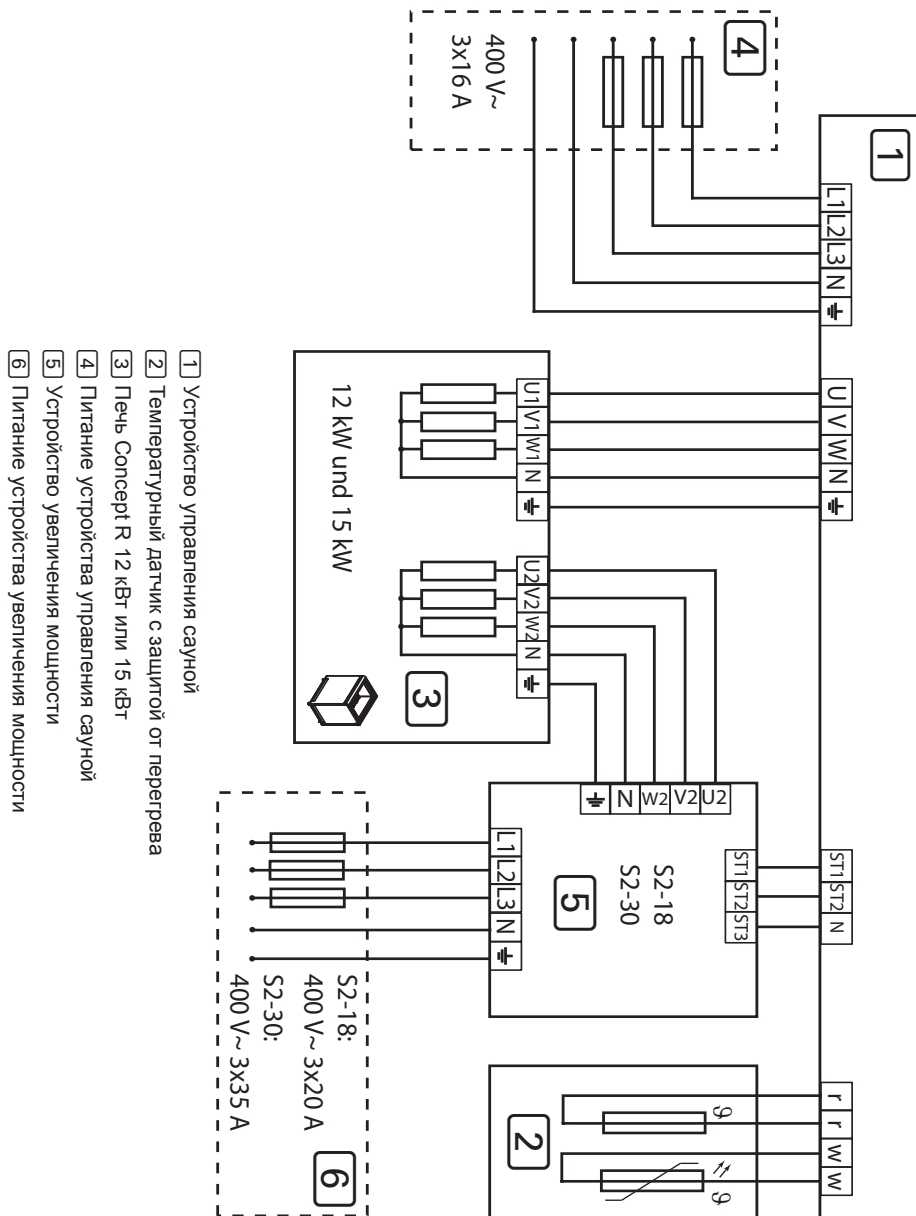 1
L1 L2 L3 N
U V W N
ST1 ST2 N
r r w w
4
400 V~
3x16 A
U1 V1 W1 N
U2 V2 W2 N
12 kW und 15 kW
3
U2 V2 W2 N
ST1 ST2 ST3
S2-18
S2-30
5
L1 L2 L3 N
ϑ
ϑ
2
S2-18:
400 V~ 3x20 A
S2-30:
400 V~ 3x35 A
6
1 Устройство управления сауной
2 Температурный датчик с защитой от перегрева
3 Печь Concept R 12 кВт или 15 кВт
4 Питание устройства управления сауной
5 Устройство увеличения мощности
6 Питание устройства увеличения мощности